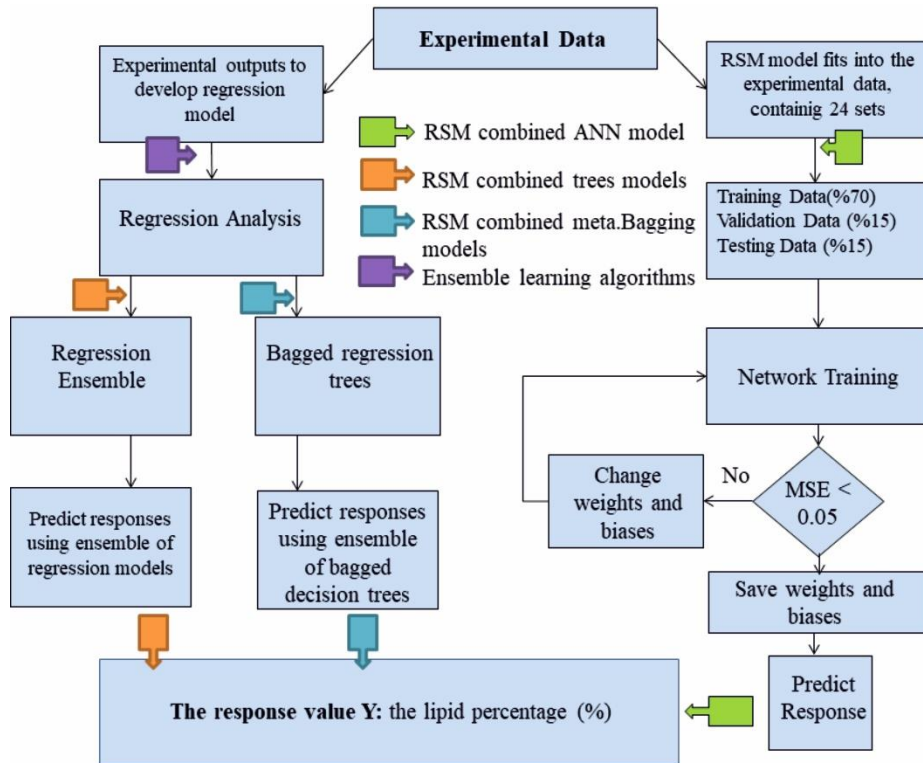 Experimental Data
Experimental outputs to
develop regression
model
RSM model fits into the
experimental data,
containig 24 sets
RSM combined ANN model
RSM combined trees models
RSM combined meta.Bagging
models
Ensemble learning algorithms
Regression Analysis
Training Data(%70)
Validation Data (%15)
Testing Data (%15)
Regression
Ensemble
Bagged regression
trees
Network Training
Change
weights and
biases
No
MSE <
0.05
Predict responses
using ensemble of
regression models
Predict responses
using ensemble
of bagged
decision trees
Save weights and
biases
Predict
Response
The response value Y: the lipid percentage (%)